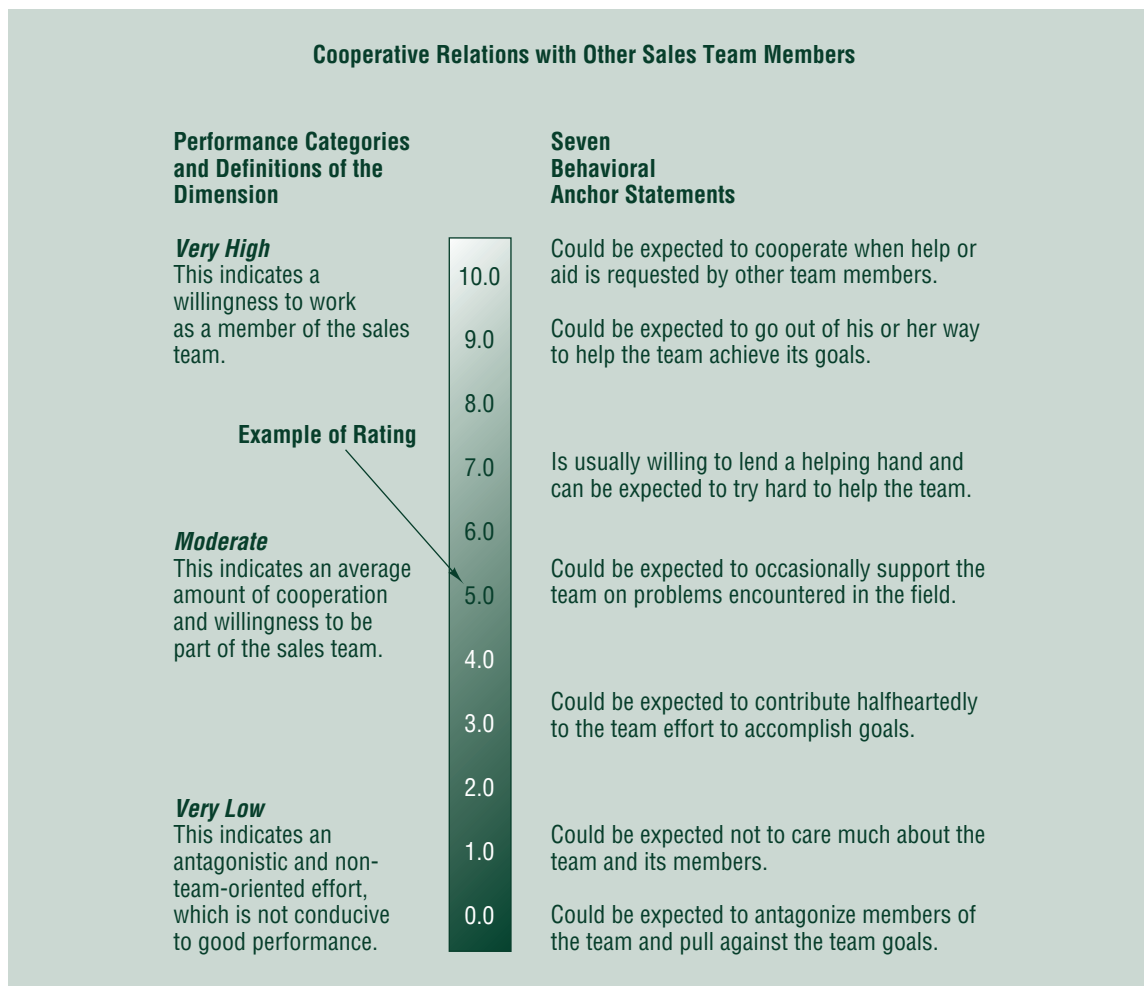 Cooperative Relations with Other Sales Team Members
Performance Categories
and Definitions of the
Dimension
Very High
This indicates a
willingness to work
as a member of the sales
team.
Example of Rating
Moderate
This indicates an average
amount of cooperation
and willingness to be
part of the sales team.
Very Low
This indicates an
antagonistic and non-
team-oriented effort,
which is not conducive
to good performance.
10.0
9.0
8.0
7.0
6.0
5.0
4.0
3.0
2.0
1.0
0.0
Seven
Behavioral
Anchor Statements
Could be expected to cooperate when help or
aid is requested by other team members.
Could be expected to go out of his or her way
to help the team achieve its goals.
Is usually willing to lend a helping hand and
can be expected to try hard to help the team.
Could be expected to occasionally support the
team on problems encountered in the field.
Could be expected to contribute halfheartedly
to the team effort to accomplish goals.
Could be expected not to care much about the
team and its members.
Could be expected to antagonize members of
the team and pull against the team goals.